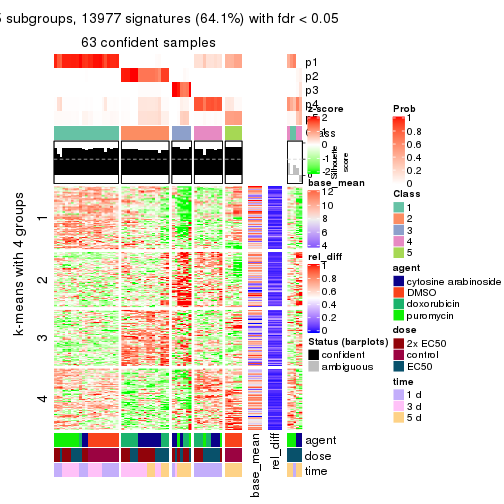 5 subgroups, 13977 signatures (64.1%) with fdr < 0.05
63 confident samples
p1
p2
p3
p4
z-score
2
1
0
-1
-2
Silhouette
score
base_mean
12
10
8
6
4
rel_diff
1
0.8
0.6
0.4
0.2
0
Status (barplots)
confident
ambiguous
Prob
1
0.8
0.6
0.4
0.2
0
Class
1
2
3
4
5
agent
cytosine arabinoside
DMSO
doxorubicin
puromycin
dose
2x EC50
control
EC50
time
1 d
3 d
5 d
k-means with 4 groups
1
2
3
4
agent
dose
time
base_mean
rel_diff